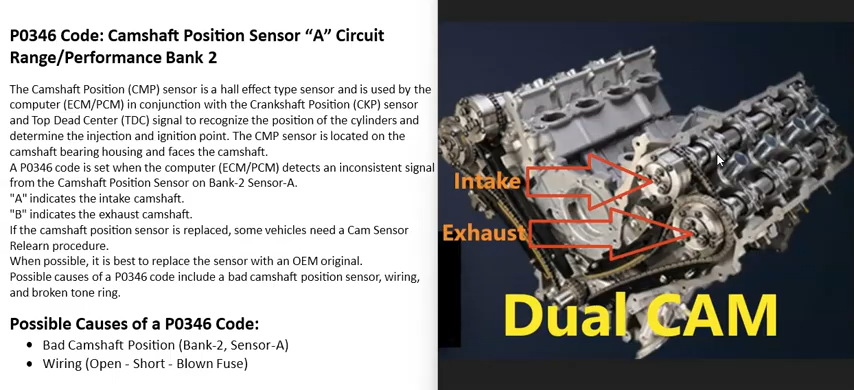 P0346 Code: Camshaft Position Sensor “A” Circuit
Range/Performance Bank 2
The Camshaft Position (CMP) sensor is a hall effect type sensor and is used by the
computer (ECM/PCM) in conjunction with the Crankshaft Position (CKP) sensor
and Top Dead Center (TDC) signal to recognize the position of the cylinders and
determine the injection and ignition point. The CMP sensor is located on the
camshaft bearing housing and faces the camshaft.
A P0346 code is set when the computer (ECM/PCM) detects an inconsistent signal
from the Camshaft Position Sensor on Bank-2 Sensor-A.
"A" indicates the intake camshaft.
"B" indicates the exhaust camshaft.
If the camshaft position sensor is replaced, some vehicles need a Cam Sensor
Relearn procedure.
When possible, it is best to replace the sensor with an OEM original.
Possible causes of a P0346 code include a bad camshaft position sensor, wiring,
and broken tone ring.
Possible Causes of a P0346 Code:
• Bad Camshaft Position (Bank-2, Sensor-A)
• Wiring (Open - Short - Blown Fuse)
Intake
Exhaust
Dual CAM